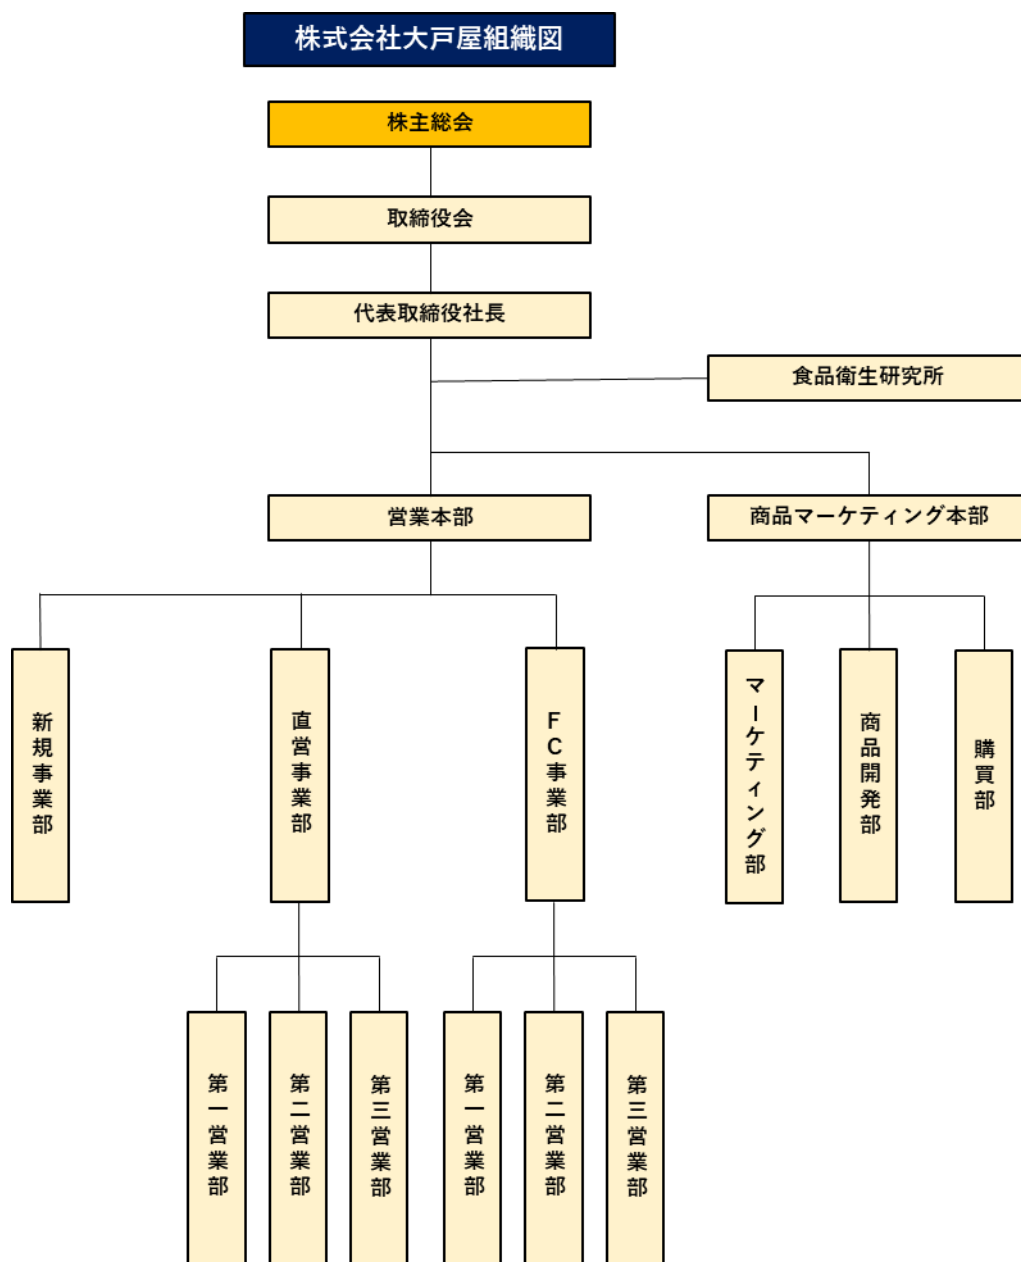 株式会社大戸屋組織図
株主総会
取締役会
代表取締役社長
食品衛生研究所
営業本部
商品マーケティング本部
新規事業部
直営事業部
FC事業部
マーケティング部
商品開発部
購買部
第一営業部
第二営業部
第三営業部
第一営業部
第二営業部
第三営業部